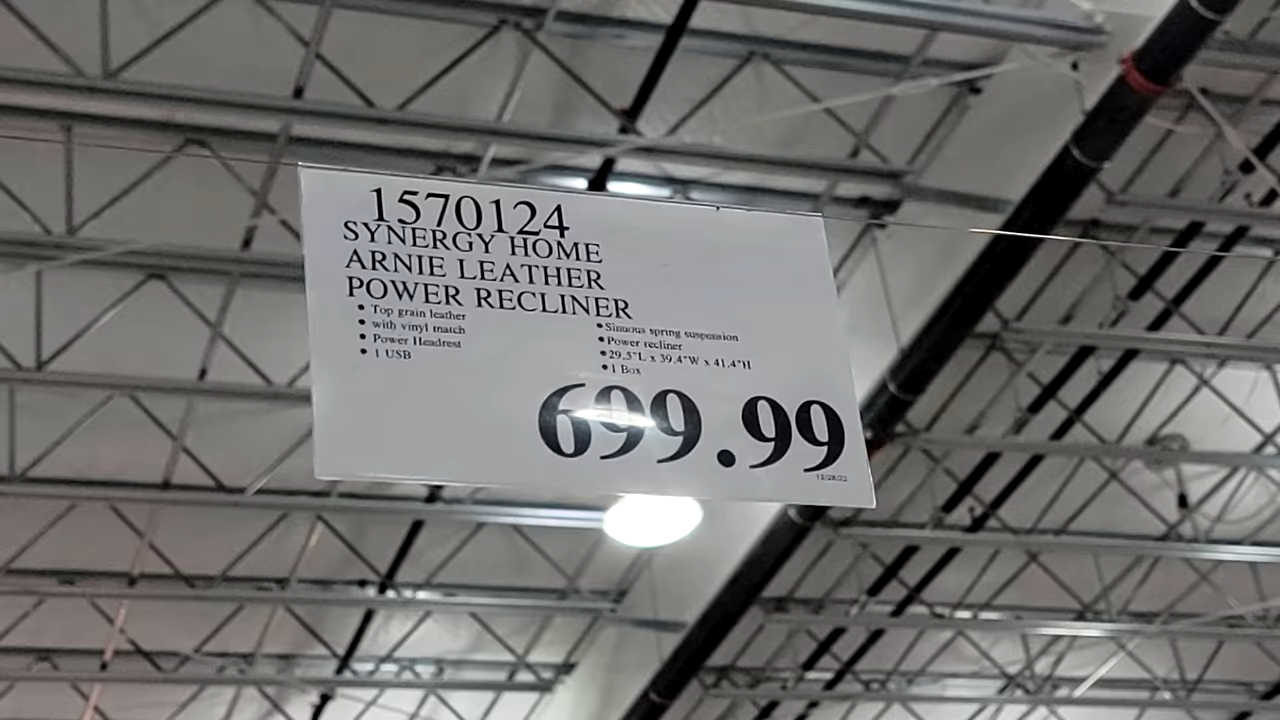 1570124
SYNERGY HOME
ARNIE LEATHER
POWER RECLINER
• Top grain leather
• with vinyl match
• Power Headrest
• 1 USB
• Sinuous spring suspension
• Power recliner
• 29.5"L x 39.4"W x 41.4"H
• 1 Box
699.99